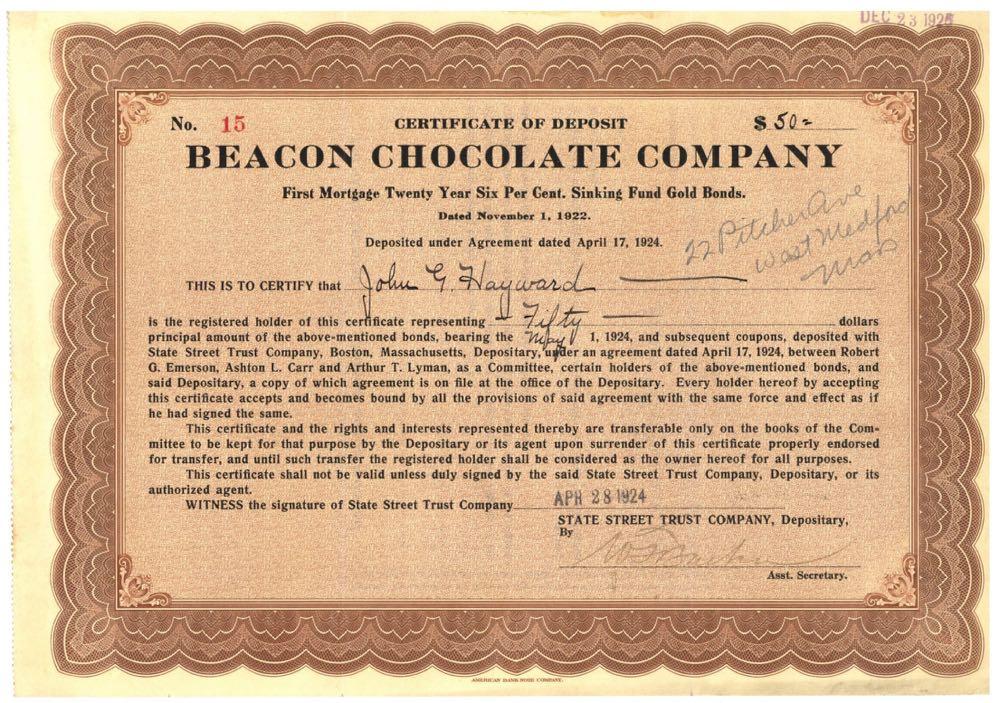 DEC 23 1925
No. 15
CERTIFICATE OF DEPOSIT
$ 50-
BEACON CHOCOLATE COMPANY
First Mortgage Twenty Year Six Per Cent. Sinking Fund Gold Bonds.
Dated November 1, 1922.
Deposited under Agreement dated April 17, 1924.
22 Pitcher Ave
West Medford
Mass
THIS IS TO CERTIFY that John G. Hayward
is the registered holder of this certificate representing Fifty dollars
principal amount of the above-mentioned bonds, bearing the May 1, 1924, and subsequent coupons, deposited with
State Street Trust Company, Boston, Massachusetts, Depositary, under an agreement dated April 17, 1924, between Robert
G. Emerson, Ashton L. Carr and Arthur T. Lyman, as a Committee, certain holders of the above-mentioned bonds, and
said Depositary, a copy of which agreement is on file at the office of the Depositary. Every holder hereof by accepting
this certificate accepts and becomes bound by all the provisions of said agreement with the same force and effect as if
he had signed the same.
This certificate and the rights and interests represented thereby are transferable only on the books of the Com-
mittee to be kept for that purpose by the Depositary or its agent upon surrender of this certificate properly endorsed
for transfer, and until such transfer the registered holder shall be considered as the owner hereof for all purposes.
This certificate shall not be valid unless duly signed by the said State Street Trust Company, Depositary, or its
authorized agent.
WITNESS the signature of State Street Trust Company APR 28 1924
STATE STREET TRUST COMPANY, Depositary,
By
Asst. Secretary.
AMERICAN BANK NOTE COMPANY.